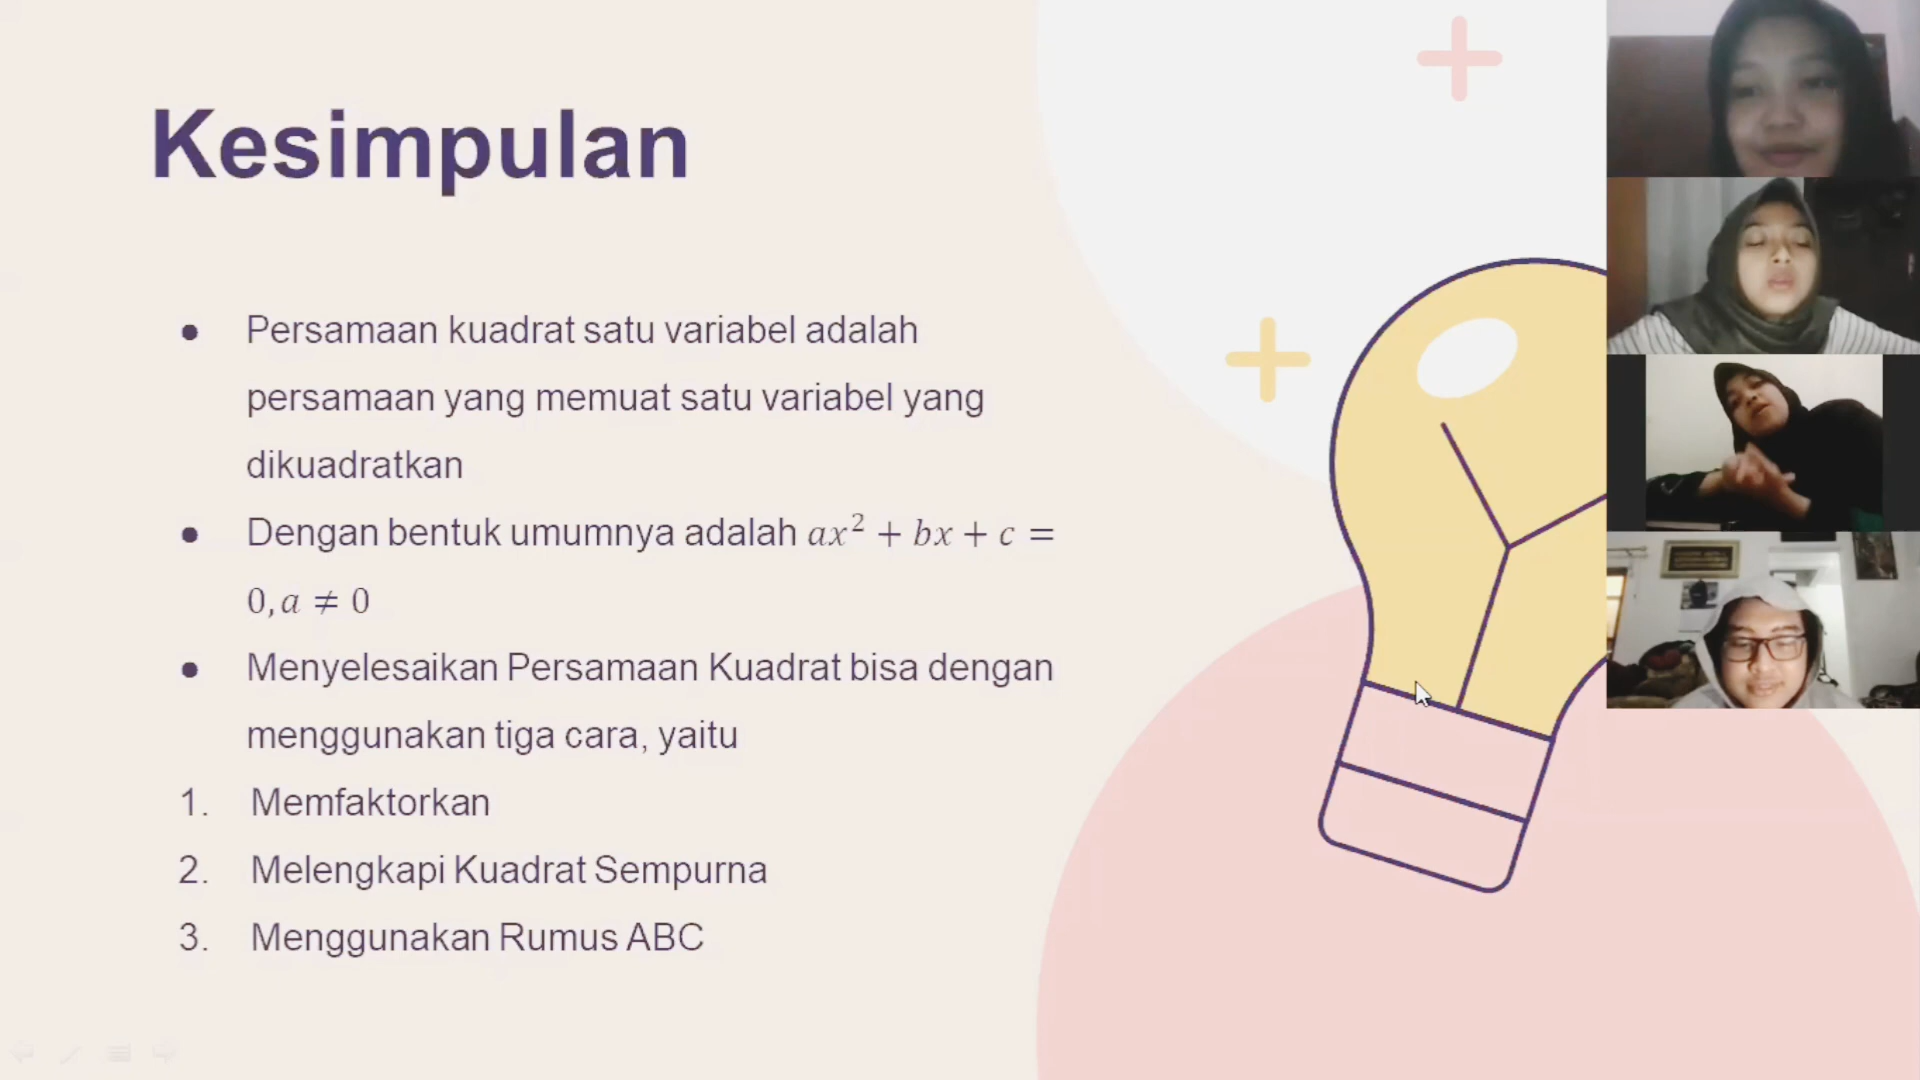 Kesimpulan
● Persamaan kuadrat satu variabel adalah
persamaan yang memuat satu variabel yang
dikuadratkan
● Dengan bentuk umumnya adalah 𝑎𝑥² + 𝑏𝑥 + 𝑐 =
0, 𝑎 ≠ 0
● Menyelesaikan Persamaan Kuadrat bisa dengan
menggunakan tiga cara, yaitu
1. Memfaktorkan
2. Melengkapi Kuadrat Sempurna
3. Menggunakan Rumus ABC